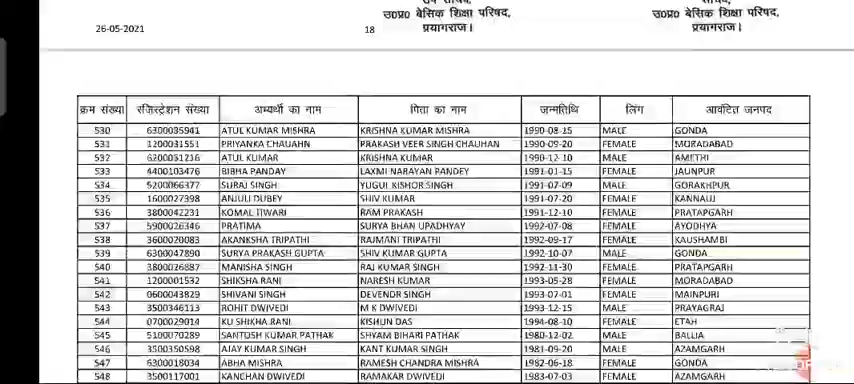 उ0प्र0 बेसिक शिक्षा परिषद, उ0प्र0 बेसिक शिक्षा परिषद,
26-05-2021 18 प्रयागराज। प्रयागराज।
क्रम संख्या रजिस्ट्रेशन संख्या अभ्यर्थी का नाम पिता का नाम जन्मतिथि लिंग आवंटित जनपद
530 6300035941 ATUL KUMAR MISHRA KRISHNA KUMAR MISHRA 1990-08-15 MALE GONDA
531 1200031551 PRIYANKA CHAUAHN PRAKASH VEER SINGH CHAUHAN 1990-09-20 FEMALE MORADABAD
532 6200051216 ATUL KUMAR KRISHNA KUMAR 1990-12-10 MALE AMETHI
533 4400103476 BIBHA PANDAY LAXMI NARAYAN PANDEY 1991-01-15 FEMALE JAUNPUR
534 5200066377 SURAJ SINGH YUGUL KISHOR SINGH 1991-07-09 MALE GORAKHPUR
535 1600027398 ANJULI DUBEY SHIV KUMAR 1991-07-20 FEMALE KANNAUJ
536 3800042231 KOMAL TIWARI RAM PRAKASH 1991-12-10 MALE PRATAPGARH
537 5900026346 PRATIMA SURYA BHAN UPADHYAY 1992-07-08 FEMALE AYODHYA
538 3600020083 AKANKSHA TRIPATHI RAJMANI TRIPATHI 1992-09-17 FEMALE KAUSHAMBI
539 6300047890 SURYA PRAKASH GUPTA SHIV KUMAR GUPTA 1992-10-07 MALE GONDA
540 3800026887 MANISHA SINGH RAJ KUMAR SINGH 1992-11-30 FEMALE PRATAPGARH
541 1200001532 SHIKSHA RANI NARESH KUMAR 1993-05-28 FEMALE MORADABAD
542 0600043829 SHIVANI SINGH DEVENDR SINGH 1993-07-01 FEMALE MAINPURI
543 3500346113 ROHIT DWIVEDI M K DWIVEDI 1993-12-15 MALE PRAYAGRAJ
544 0700029014 KU SHIKHA RANI KISHUN DAS 1994-08-10 FEMALE ETAH
545 5100070289 SANTOSH KUMAR PATHAK SHYAM BIHARI PATHAK 1980-12-02 MALE BALLIA
546 3500350598 AJAY KUMAR SINGH KANT KUMAR SINGH 1981-09-20 MALE AZAMGARH
547 6300018034 ABHA MISHRA RAMESH CHANDRA MISHRA 1982-06-18 FEMALE GONDA
548 3500117001 KANCHAN DWIVEDI RAMAKAR DWIVEDI 1983-07-03 FEMALE AZAMGARH